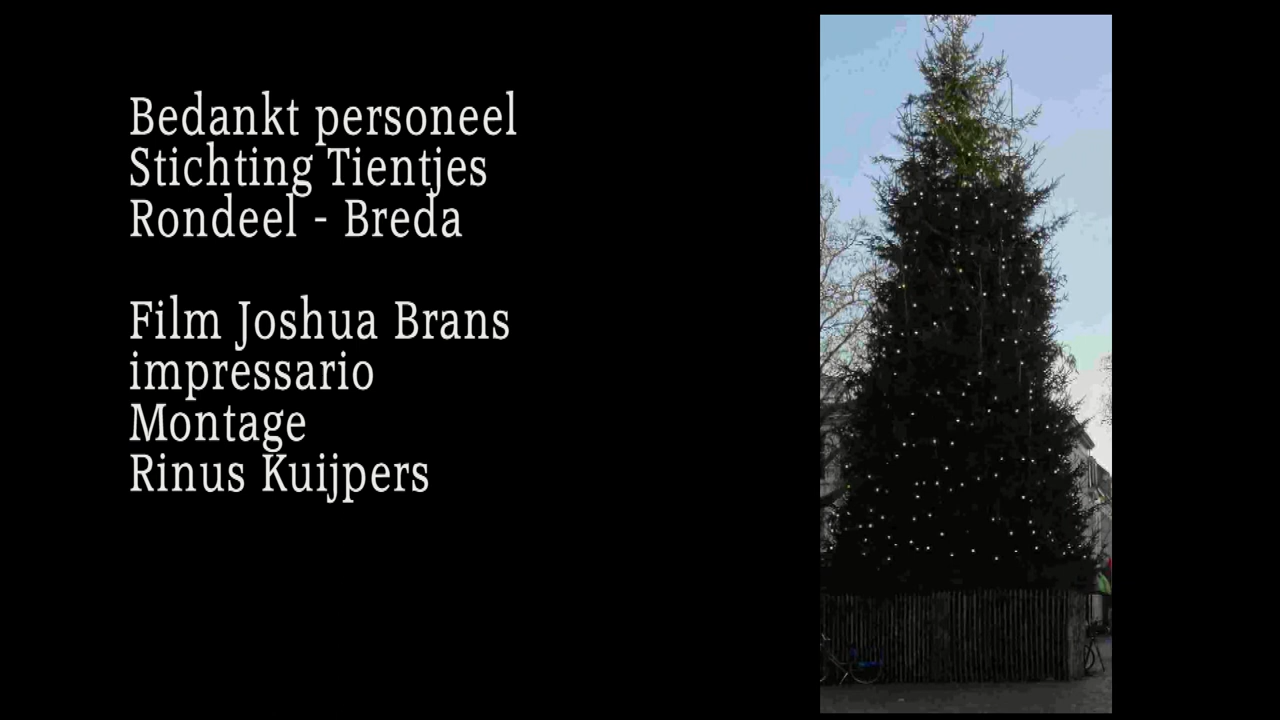 Bedankt personeel
Stichting Tientjes
Rondeel - Breda
Film Joshua Brans
impressario
Montage
Rinus Kuijpers